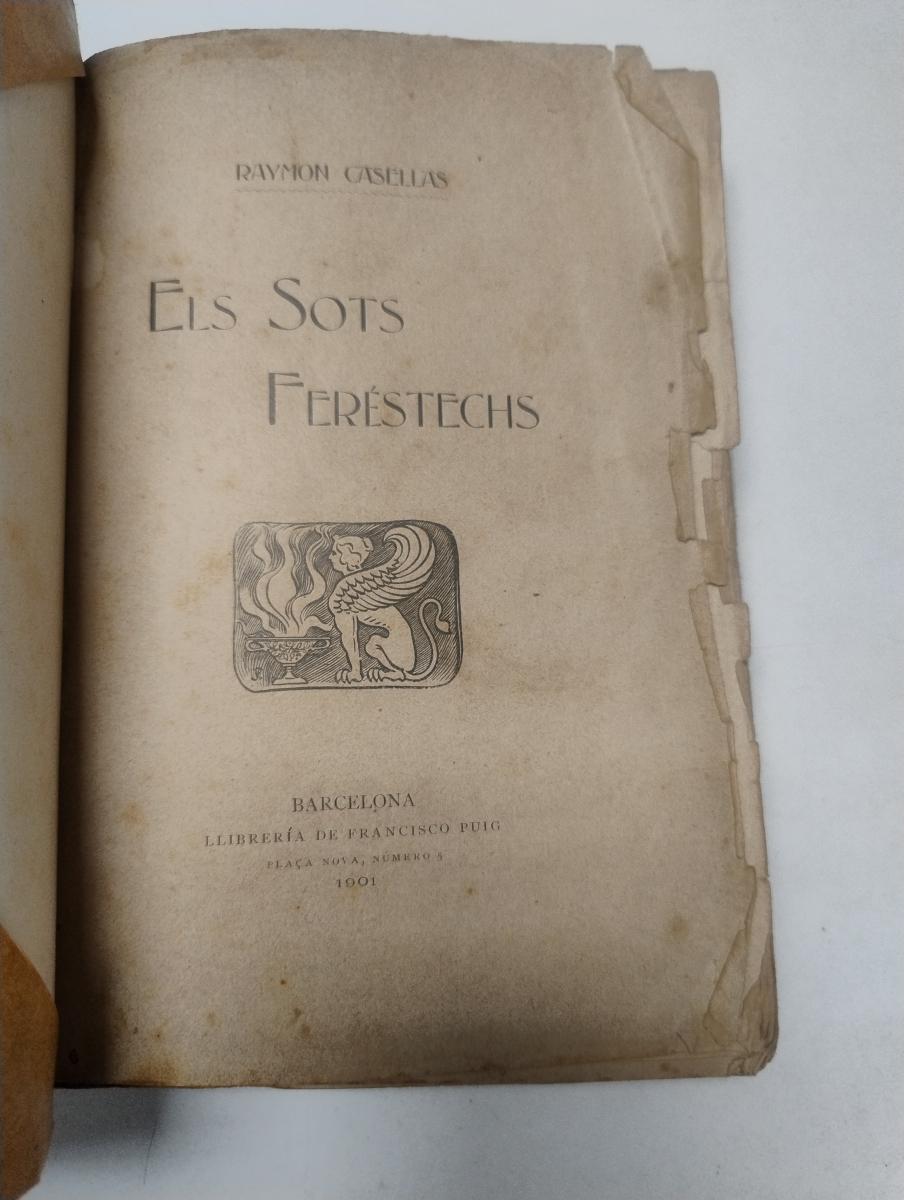 RAYMON CASELLAS
ELS SOTS
FERÉSTECHS
BARCELONA
LLIBRERÍA DE FRANCISCO PUIG
PLAÇA NOVA, NÚMERO 5
1901